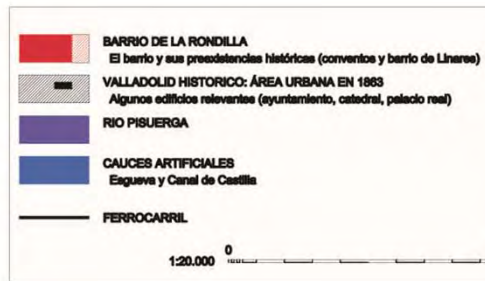 BARRIO DE LA RONDILLA
El barrio y sus preexistencias históricas (conventos y barrio de Linares)
VALLADOLID HISTORICO: ÁREA URBANA EN 1863
Algunos edificios relevantes (ayuntamiento, catedral, palacio real)
RIO PISUERGA
CAUCES ARTIFICIALES
Esgueva y Canal de Castilla
FERROCARRIL
0
1:20.000